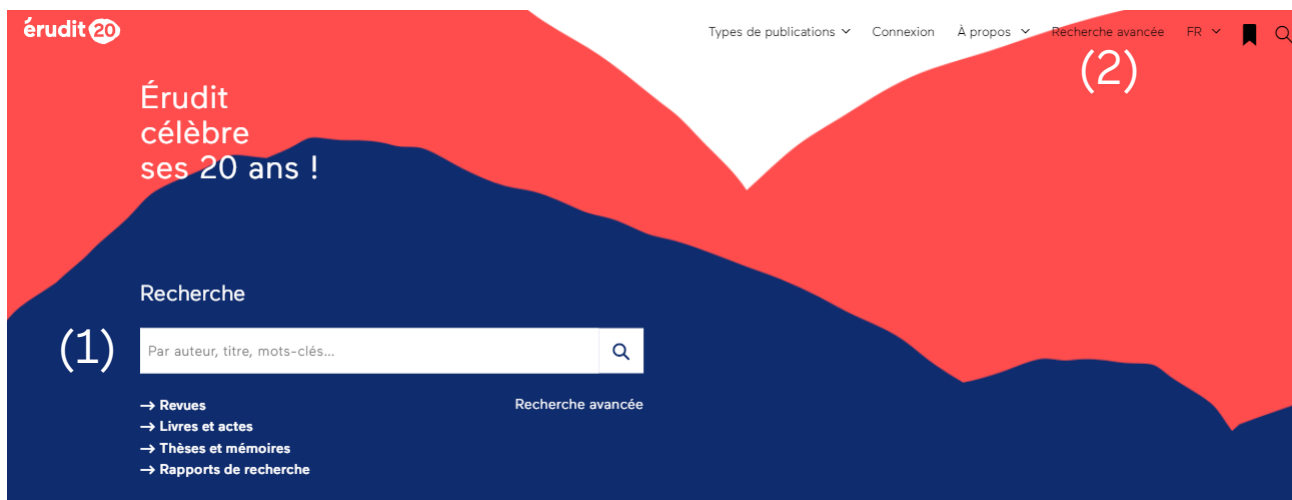 érudit 20
Types de publications Connexion À propos Recherche avancée FR
(2)
Érudit
célèbre
ses 20 ans !
Recherche
(1)
Par auteur, titre, mots-clés...
→ Revues
Recherche avancée
→ Livres et actes
→ Thèses et mémoires
→ Rapports de recherche